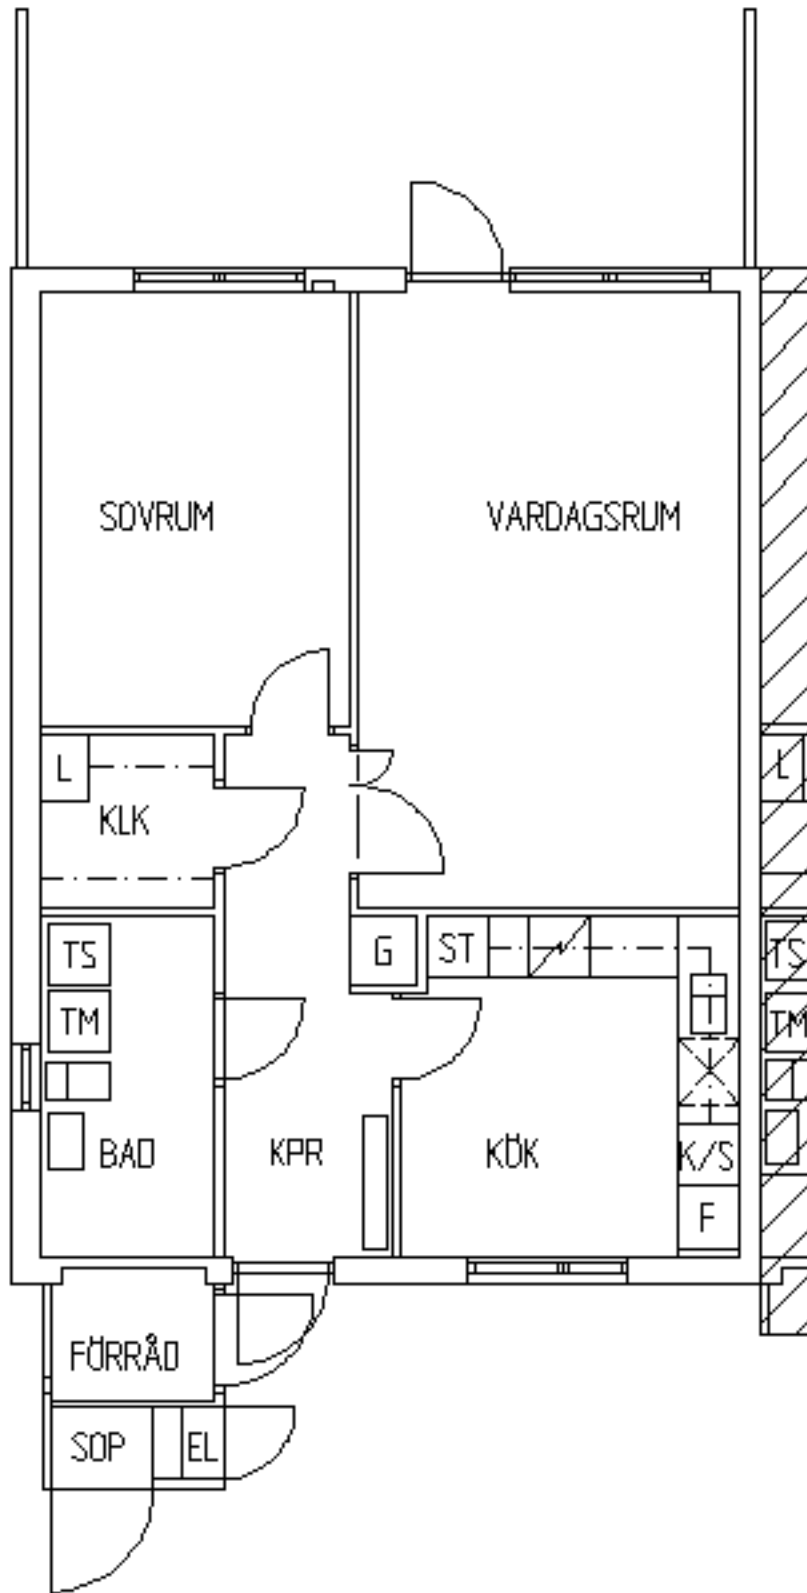 SOVRUM
VARDAGSRUM
L
L
KLK
TS
G
ST
TS
TM
TM
BAD
KPR
KÖK
K/S
F
FÖRRÅD
SOP
EL